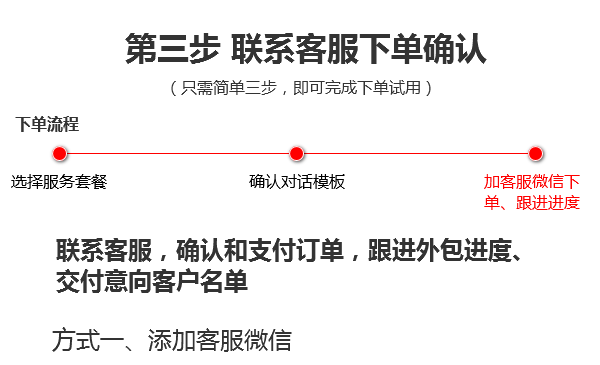 第三步 联系客服下单确认
（只需简单三步，即可完成下单试用）
下单流程
选择服务套餐
确认对话模板
加客服微信下
单、跟进进度
联系客服，确认和支付订单，跟进外包进度、
交付意向客户名单
方式一、添加客服微信